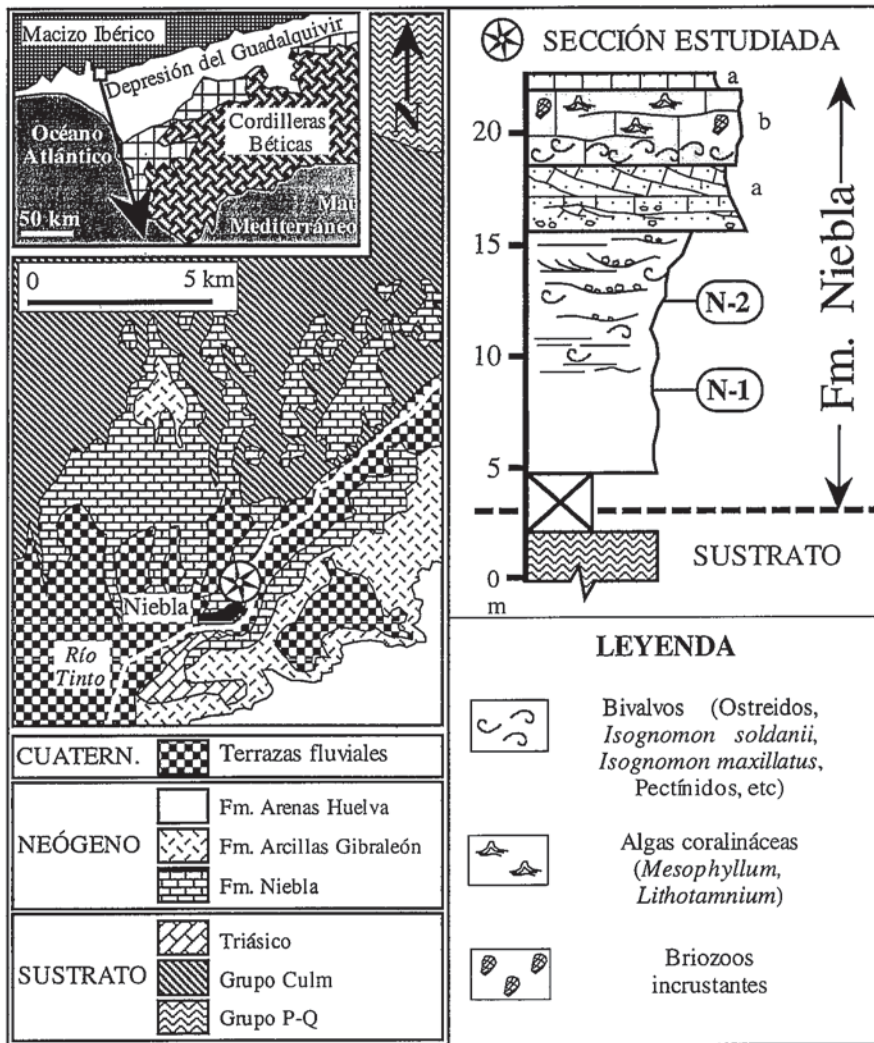 Macizo Ibérico
Depresión del Guadalquivir
Océano
Atlántico
Cordilleras
Béticas
Mar
Mediterráneo
50 km
N
0 5 km
Niebla
Río
Tinto
CUATERN.
Terrazas fluviales
NEÓGENO
Fm. Arenas Huelva
Fm. Arcillas Gibraleón
Fm. Niebla
SUSTRATO
Triásico
Grupo Culm
Grupo P-Q
SECCIÓN ESTUDIADA
a
20
b
a
15
N-2
10
N-1
5
0
m
Fm. Niebla
SUSTRATO
LEYENDA
Bivalvos (Ostreidos,
Isognomon soldanii,
Isognomon maxillatus,
Pectínidos, etc)
Algas coralináceas
(Mesophyllum,
Lithotamnium)
Briozoos
incrustantes